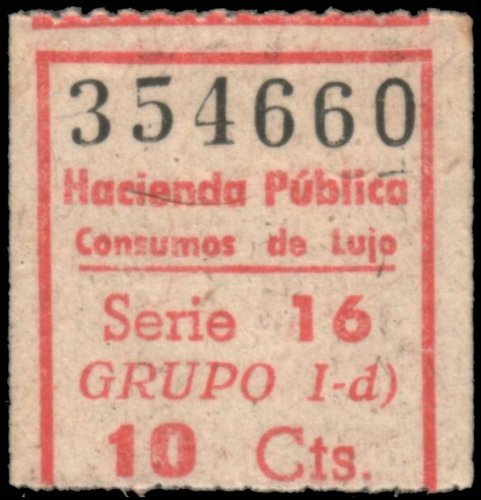 354660
Hacienda Pública
Consumos de Lujo
Serie 16
GRUPO I-d)
10 Cts.